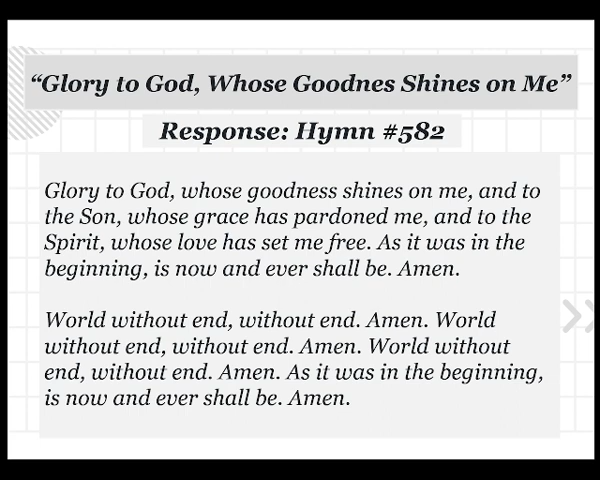 “Glory to God, Whose Goodnes Shines on Me”
Response: Hymn #582
Glory to God, whose goodness shines on me, and to
the Son, whose grace has pardoned me, and to the
Spirit, whose love has set me free. As it was in the
beginning, is now and ever shall be. Amen.
World without end, without end. Amen. World
without end, without end. Amen. World without
end, without end. Amen. As it was in the beginning,
is now and ever shall be. Amen.